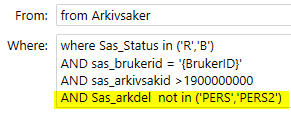 From: from Arkivsaker
Where: where Sas_Status in ('R','B')
AND sas_brukerid = '{BrukerID}'
AND sas_arkivsakid >1900000000
AND Sas_arkdel  not in ('PERS','PERS2')